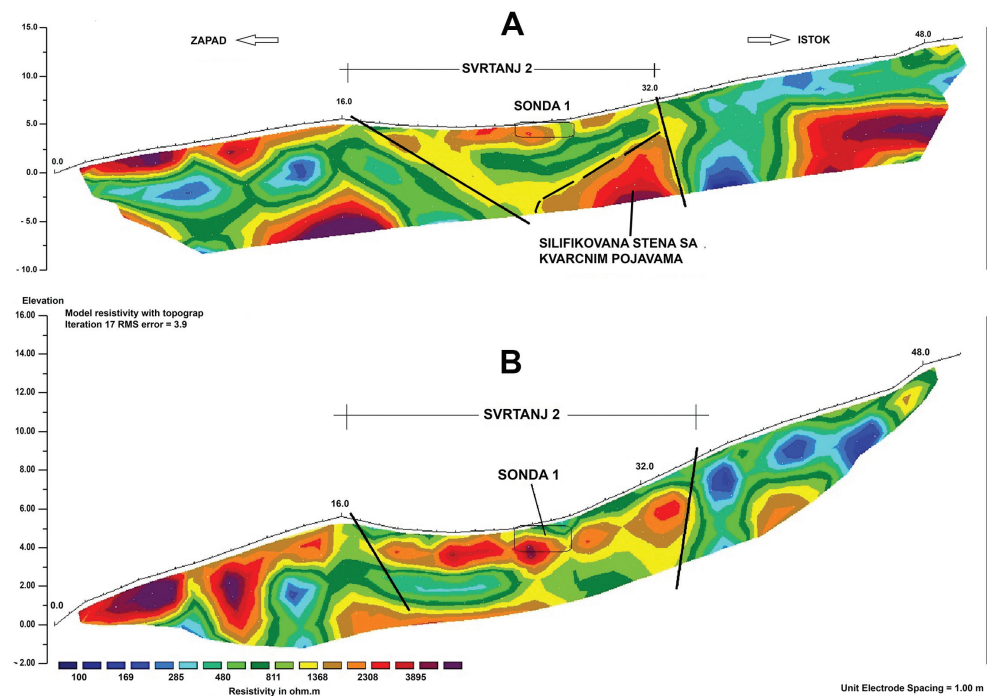 A
ZAPAD
ISTOK
48.0
SVRTANJ 2
15.0
32.0
16.0
SONDA 1
10.0
5.0
0.0
0.0
-5.0
SILIFIKOVANA STENA SA
KVARCNIM POJAVAMA
- 10.0
Elevation
Model resistivity with topograp
Iteration 17 RMS error = 3.9
16.00
B
48.0
14.00
SVRTANJ 2
12.00
10.00
SONDA 1
32.0
8.00
16.0
6.00
4.00
2.00
0.0
0.00
- 2.00
100 169 285 480 811 1368 2308 3895
Resistivity in ohm.m
Unit Electrode Spacing = 1.00 m